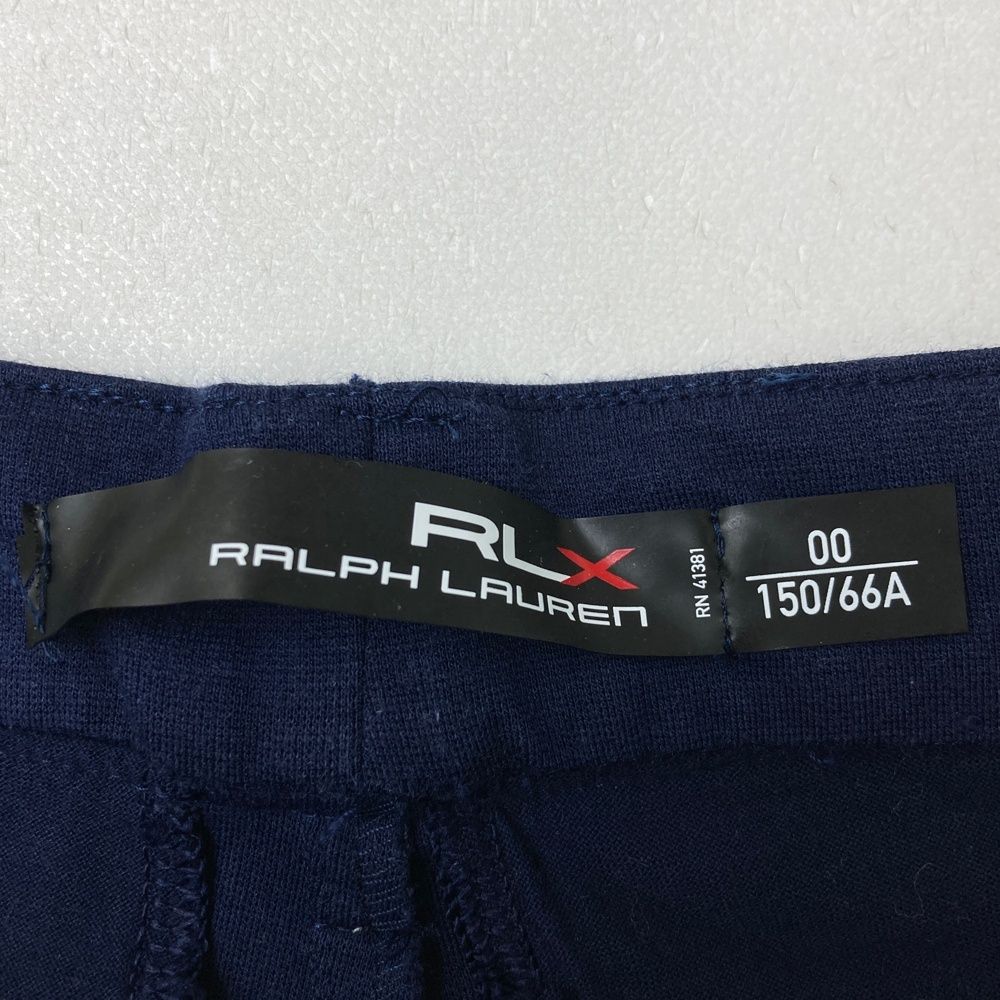 RLX
RALPH LAUREN
RN 41381
00
150/66A